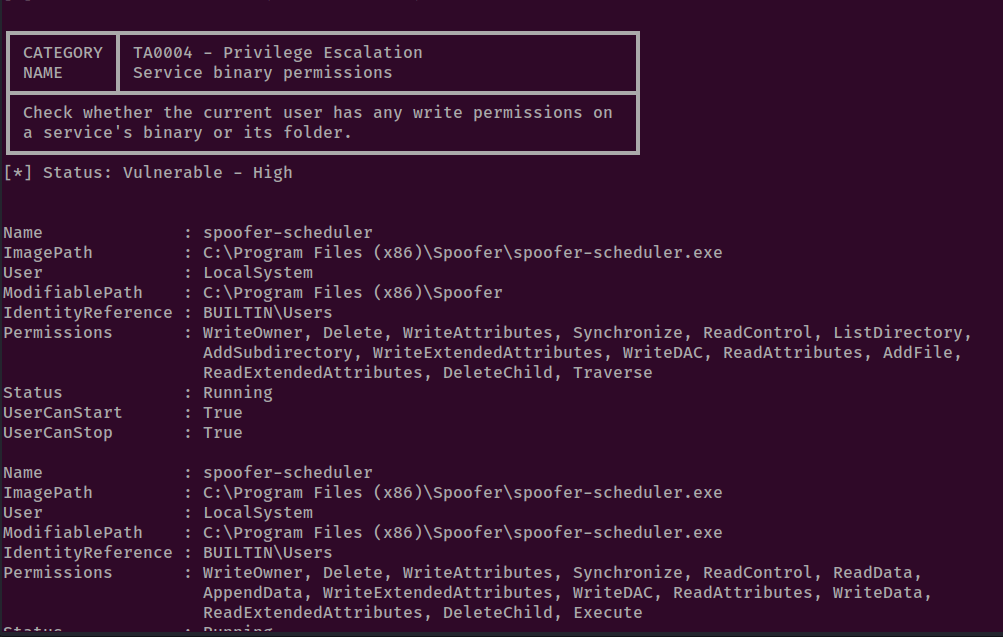 CATEGORY TA0004 - Privilege Escalation
NAME Service binary permissions
Check whether the current user has any write permissions on
a service's binary or its folder.
[*] Status: Vulnerable - High
Name : spoofer-scheduler
ImagePath : C:\Program Files (x86)\Spoofer\spoofer-scheduler.exe
User : LocalSystem
ModifiablePath : C:\Program Files (x86)\Spoofer
IdentityReference : BUILTIN\Users
Permissions : WriteOwner, Delete, WriteAttributes, Synchronize, ReadControl, ListDirectory,
AddSubdirectory, WriteExtendedAttributes, WriteDAC, ReadAttributes, AddFile,
ReadExtendedAttributes, DeleteChild, Traverse
Status : Running
UserCanStart : True
UserCanStop : True
Name : spoofer-scheduler
ImagePath : C:\Program Files (x86)\Spoofer\spoofer-scheduler.exe
User : LocalSystem
ModifiablePath : C:\Program Files (x86)\Spoofer\spoofer-scheduler.exe
IdentityReference : BUILTIN\Users
Permissions : WriteOwner, Delete, WriteAttributes, Synchronize, ReadControl, ReadData,
AppendData, WriteExtendedAttributes, WriteDAC, ReadAttributes, WriteData,
ReadExtendedAttributes, DeleteChild, Execute
Status : Running